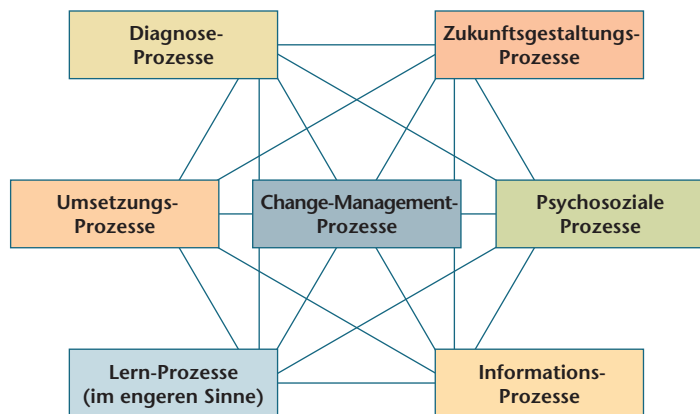 Diagnose-
Prozesse
Zukunftsgestaltungs-
Prozesse
Umsetzungs-
Prozesse
Change-Management-
Prozesse
Psychosoziale
Prozesse
Lern-Prozesse
(im engeren Sinne)
Informations-
Prozesse